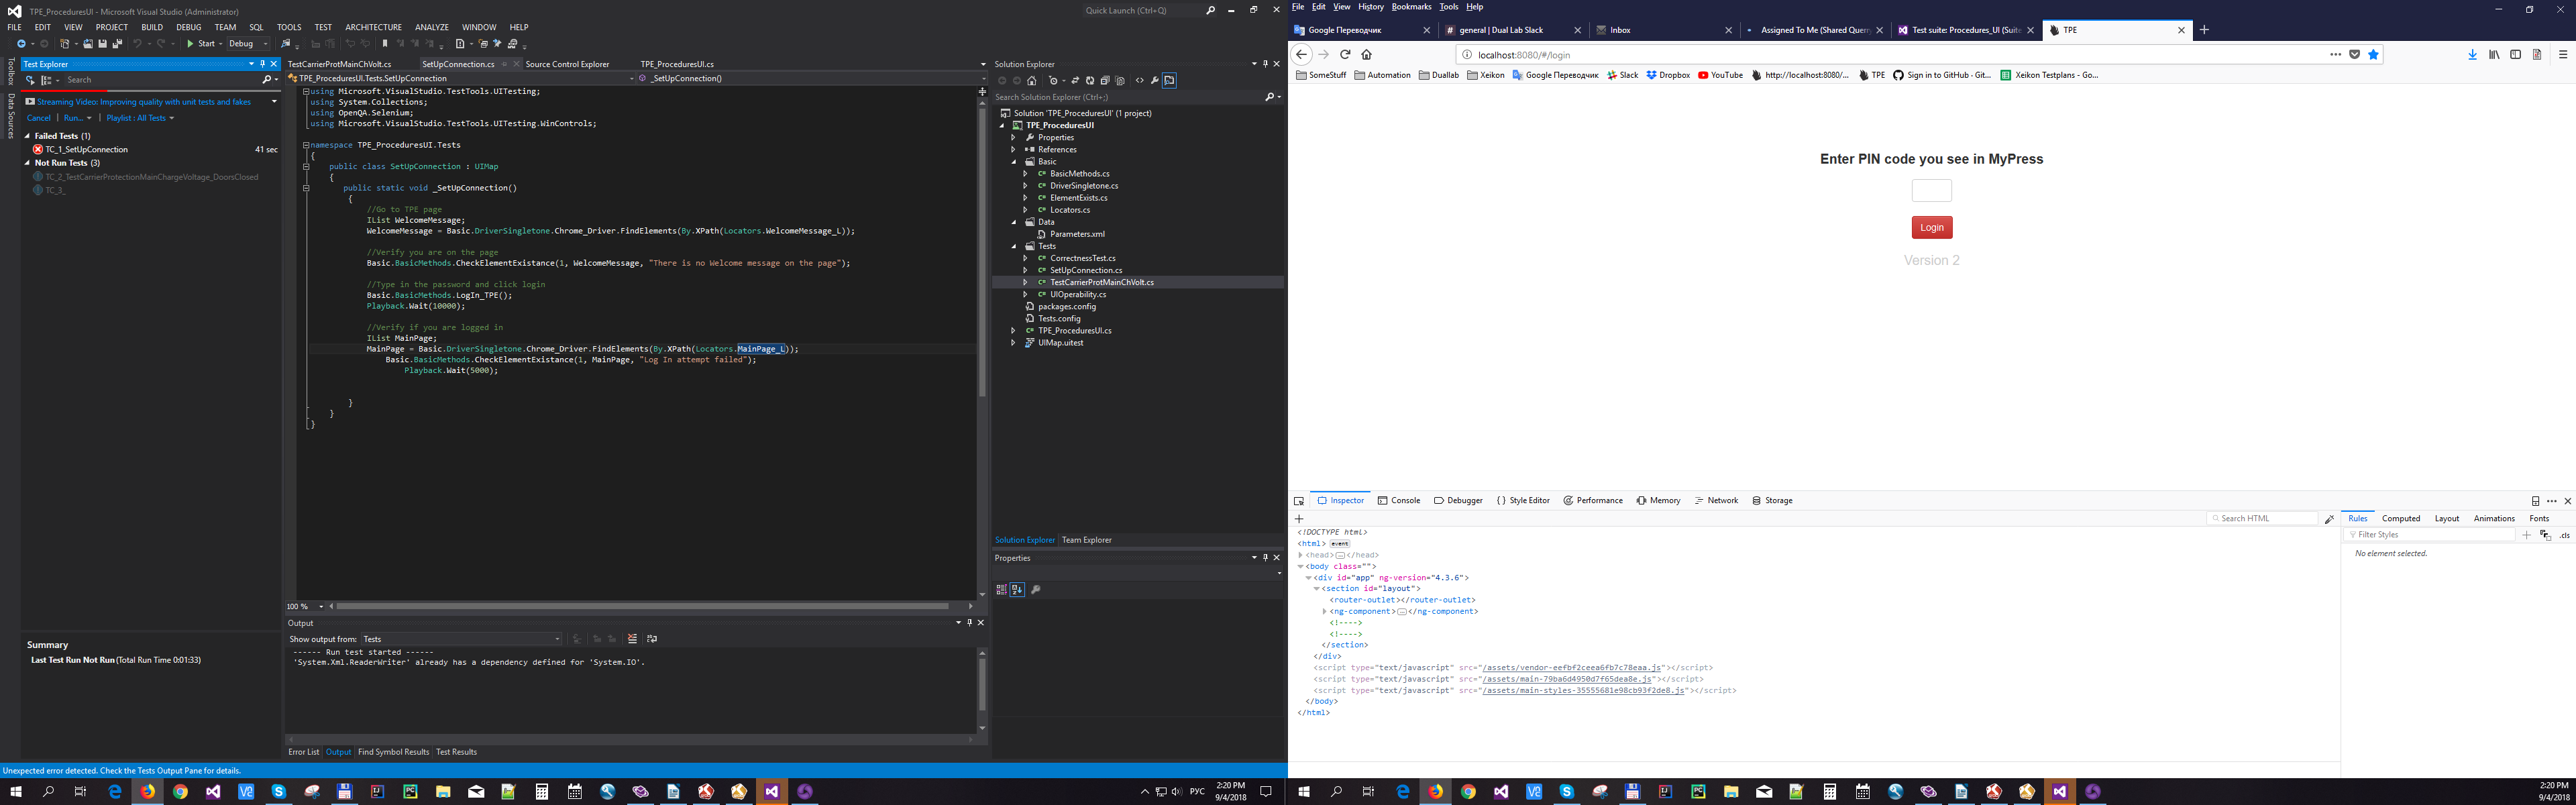 TPE_ProceduresUI - Microsoft Visual Studio (Administrator)
Quick Launch (Ctrl+Q)
FILE EDIT VIEW PROJECT BUILD DEBUG TEAM SQL TOOLS TEST ARCHITECTURE ANALYZE WINDOW HELP
Start Debug
Toolbox
Data Sources
Test Explorer
Search
Streaming Video: Improving quality with unit tests and fakes
Cancel | Run... | Playlist : All Tests
Failed Tests (1)
TC_1_SetUpConnection 41 sec
Not Run Tests (3)
TC_2_TestCarrierProtectionMainChargeVoltage_DoorsClosed
TC_3_
Summary
Last Test Run Not Run (Total Run Time 0:01:33)
TestCarrierProtMainChVolt.cs SetUpConnection.cs Source Control Explorer TPE_ProceduresUI.cs
TPE_ProceduresUI.Tests.SetUpConnection _SetUpConnection()
using Microsoft.VisualStudio.TestTools.UITesting;
using System.Collections;
using OpenQA.Selenium;
using Microsoft.VisualStudio.TestTools.UITesting.WinControls;
namespace TPE_ProceduresUI.Tests
{
public class SetUpConnection : UIMap
{
public static void _SetUpConnection()
{
//Go to TPE page
IList WelcomeMessage;
WelcomeMessage = Basic.DriverSingletone.Chrome_Driver.FindElements(By.XPath(Locators.WelcomeMessage_L));
//Verify you are on the page
Basic.BasicMethods.CheckElementExistance(1, WelcomeMessage, "There is no Welcome message on the page");
//Type in the password and click login
Basic.BasicMethods.LogIn_TPE();
Playback.Wait(10000);
//Verify if you are logged in
IList MainPage;
MainPage = Basic.DriverSingletone.Chrome_Driver.FindElements(By.XPath(Locators.MainPage_L));
Basic.BasicMethods.CheckElementExistance(1, MainPage, "Log In attempt failed");
Playback.Wait(5000);
}
}
}
100 %
Output
Show output from: Tests
------ Run test started ------
'System.Xml.ReaderWriter' already has a dependency defined for 'System.IO'.
Error List Output Find Symbol Results Test Results
Unexpected error detected. Check the Tests Output Pane for details.
Solution Explorer
Search Solution Explorer (Ctrl+;)
Solution 'TPE_ProceduresUI' (1 project)
TPE_ProceduresUI
Properties
References
Basic
BasicMethods.cs
DriverSingletone.cs
ElementExists.cs
Locators.cs
Data
Parameters.xml
Tests
CorrectnessTest.cs
SetUpConnection.cs
TestCarrierProtMainChVolt.cs
UIOperability.cs
packages.config
Tests.config
TPE_ProceduresUI.cs
UIMap.uitest
Solution Explorer Team Explorer
Properties
РУС
2:20 PM
9/4/2018
File Edit View History Bookmarks Tools Help
Google Переводчик general | Dual Lab Slack Inbox Assigned To Me (Shared Query Test suite: Procedures_UI (Suite TPE
localhost:8080/#/login
SomeStuff Automation Duallab Xeikon Google Переводчик Slack Dropbox YouTube http://localhost:8080/... TPE Sign in to GitHub · Git... Xeikon Testplans - Go...
Enter PIN code you see in MyPress
Login
Version 2
Inspector Console Debugger Style Editor Performance Memory Network Storage
Search HTML
Rules Computed Layout Animations Fonts
Filter Styles
.cls
No element selected.
<!DOCTYPE html>
<html> event
<head>…</head>
<body class="">
<div id="app" ng-version="4.3.6">
<section id="layout">
<router-outlet></router-outlet>
<ng-component>…</ng-component>
<!---->
<!---->
</section>
</div>
<script type="text/javascript" src="/assets/vendor-eefbf2ceea6fb7c78eaa.js"></script>
<script type="text/javascript" src="/assets/main-79ba6d4950d7f65dea8e.js"></script>
<script type="text/javascript" src="/assets/main-styles-35555681e98cb93f2de8.js"></script>
</body>
</html>
2:20 PM
9/4/2018